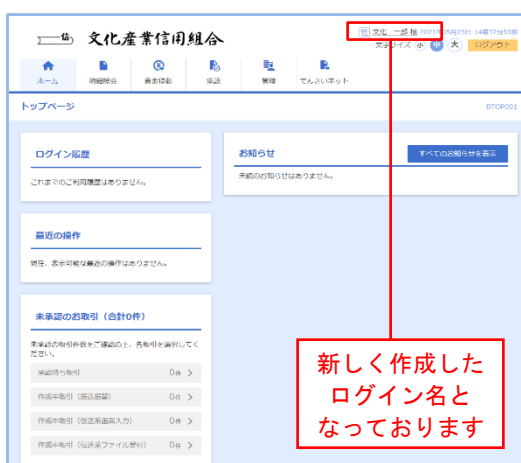 信 文化産業信用組合
管 文化 一郎 様 2021年05月25日 14時37分55秒
文字サイズ 小 中 大 ログアウト
ホーム 明細照会 資金移動 承認 管理 でんさいネット
トップページ BTOP001
ログイン履歴
これまでのご利用履歴はありません。
お知らせ すべてのお知らせを表示
未読のお知らせはありません。
最近の操作
現在、表示可能な最近の操作はありません。
未承認のお取引（合計0件）
未承認の取引件数をご確認の上、各取引を選択してく
ださい。
承認待ち取引 0件
作成中取引（振込振替） 0件
作成中取引（伝送系画面入力） 0件
作成中取引（伝送系ファイル受付） 0件
新しく作成した
ログイン名と
なっております